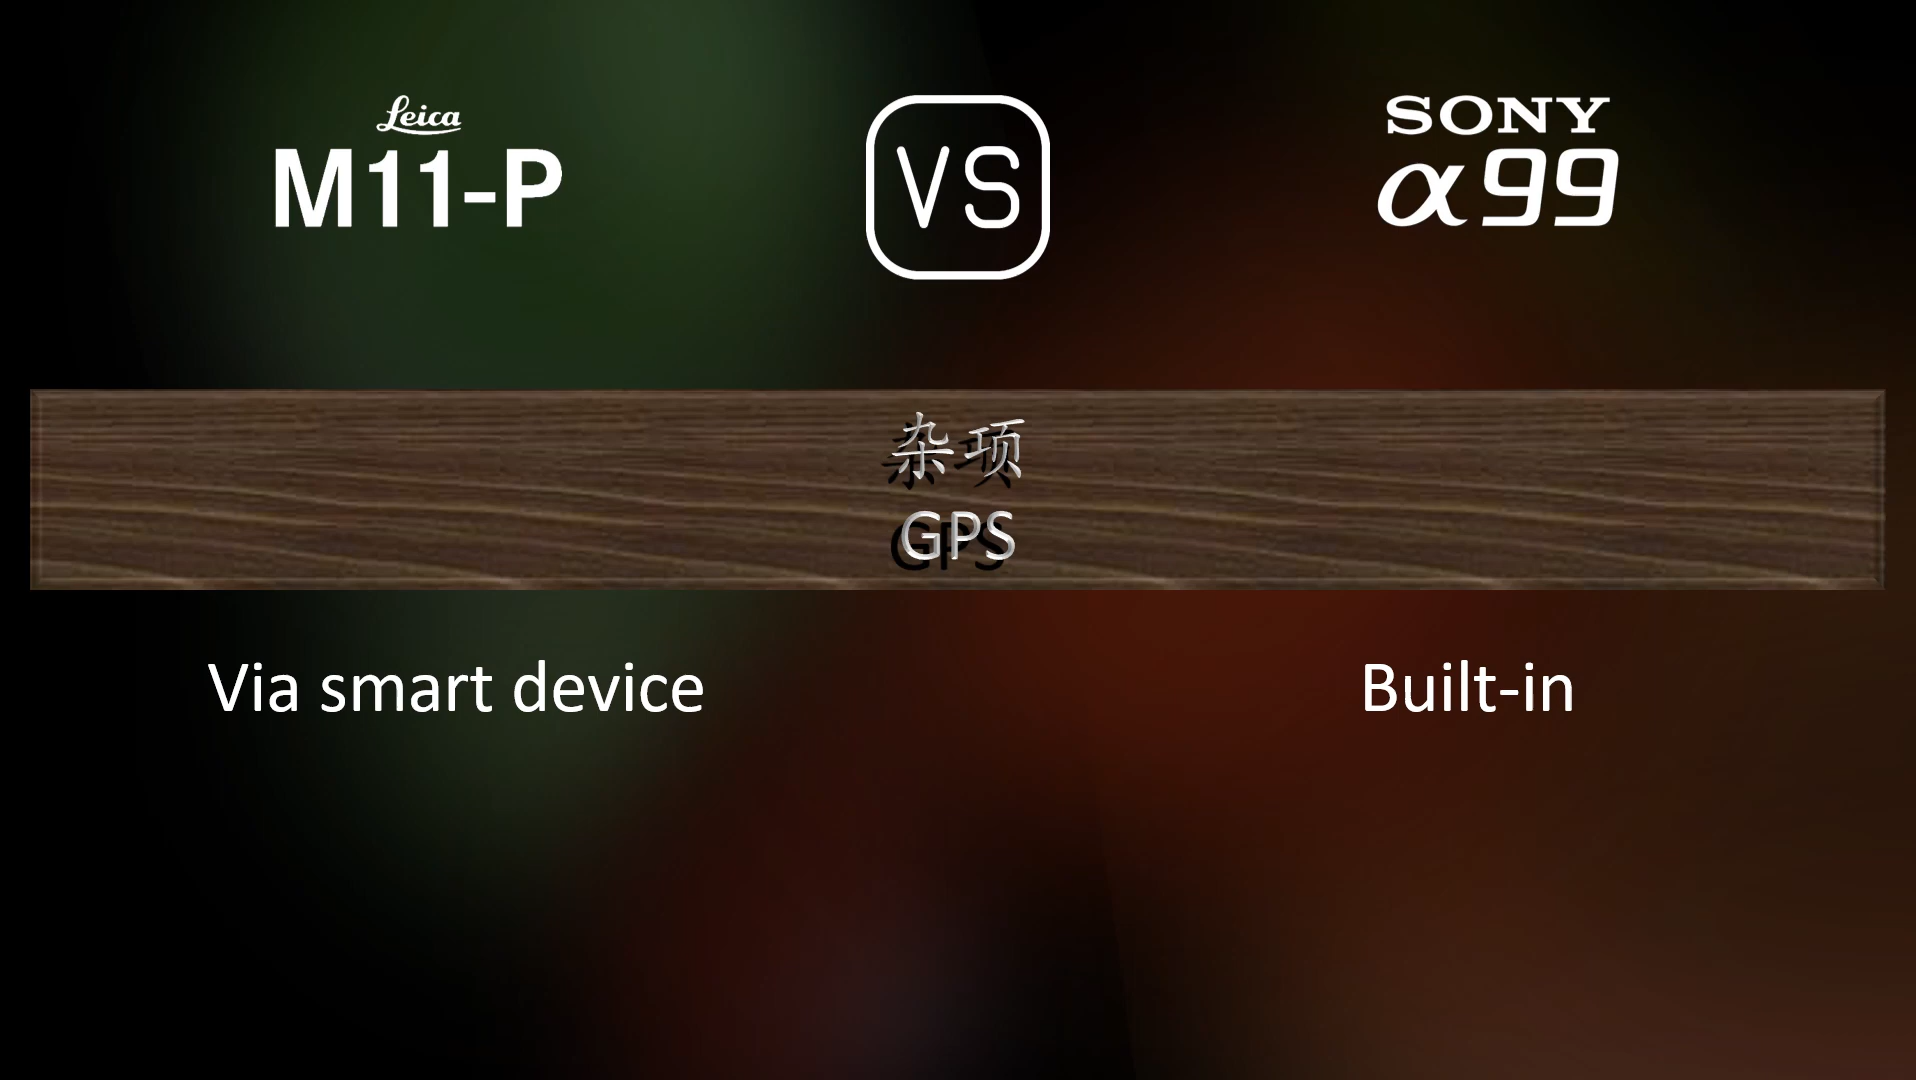 Leica
M11-P
VS
SONY
α99
杂项
GPS
Via smart device
Built-in